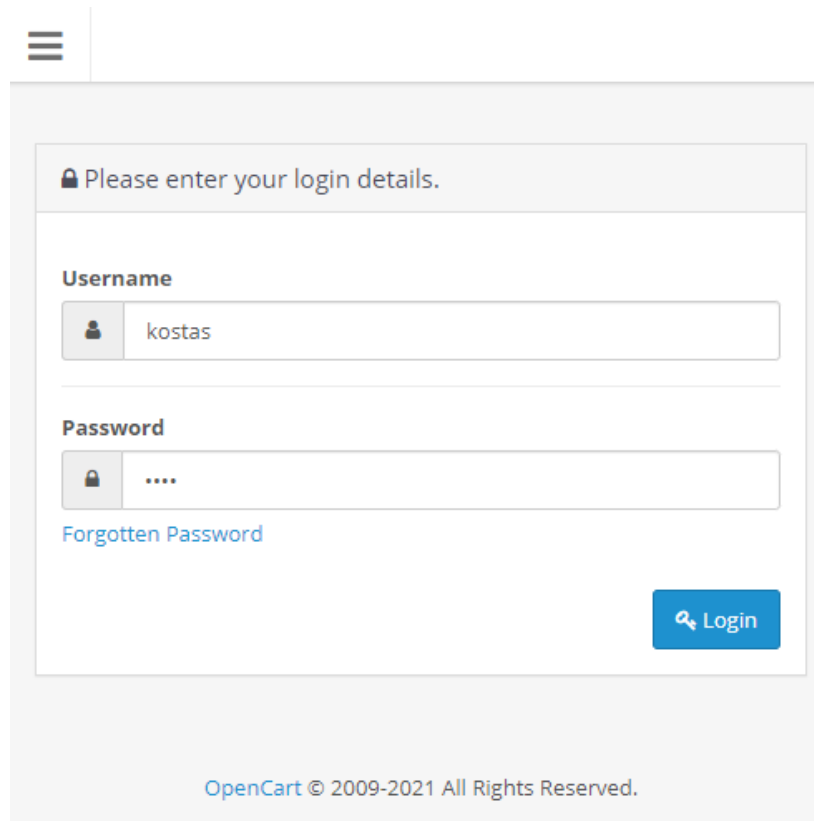 Please enter your login details.
Username
kostas
Password
••••
Forgotten Password
Login
OpenCart © 2009-2021 All Rights Reserved.